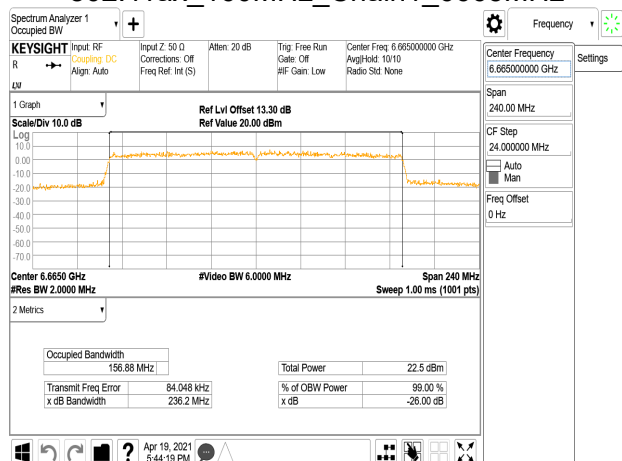 Spectrum Analyzer 1
Occupied BW
Frequency
KEYSIGHT
R
LXI
Input: RF
Coupling: DC
Align: Auto
Input Z: 50 Ω
Corrections: Off
Freq Ref: Int (S)
Atten: 20 dB
Trig: Free Run
Gate: Off
#IF Gain: Low
Center Freq: 6.665000000 GHz
Avg|Hold: 10/10
Radio Std: None
Center Frequency
6.665000000 GHz
Settings
Span
240.00 MHz
CF Step
24.000000 MHz
Auto
Man
Freq Offset
0 Hz
1 Graph
Ref Lvl Offset 13.30 dB
Scale/Div 10.0 dB
Ref Value 20.00 dBm
Log
10.0
0.00
-10.0
-20.0
-30.0
-40.0
-50.0
-60.0
-70.0
Center 6.6650 GHz
#Video BW 6.0000 MHz
Span 240 MHz
#Res BW 2.0000 MHz
Sweep 1.00 ms (1001 pts)
2 Metrics
Occupied Bandwidth
156.88 MHz
Total Power 22.5 dBm
Transmit Freq Error 84.048 kHz
% of OBW Power 99.00 %
x dB Bandwidth 236.2 MHz
x dB -26.00 dB
?
Apr 19, 2021
5:44:19 PM